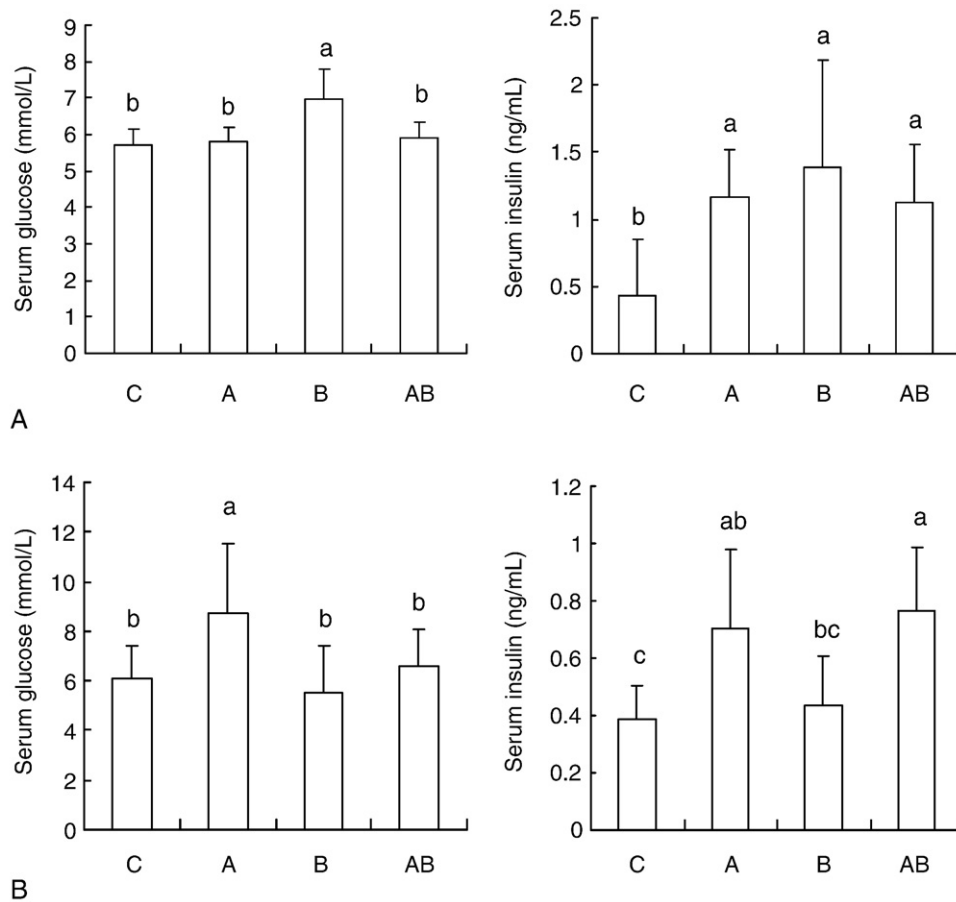 Serum glucose (mmol/L)
9
8
7
6
5
4
3
2
1
0
b
b
a
b
C
A
B
AB
Serum insulin (ng/mL)
2.5
2
1.5
1
0.5
0
b
a
a
a
C
A
B
AB
A
Serum glucose (mmol/L)
14
12
10
8
6
4
2
0
b
a
b
b
C
A
B
AB
Serum insulin (ng/mL)
1.2
1
0.8
0.6
0.4
0.2
0
c
ab
bc
a
C
A
B
AB
B